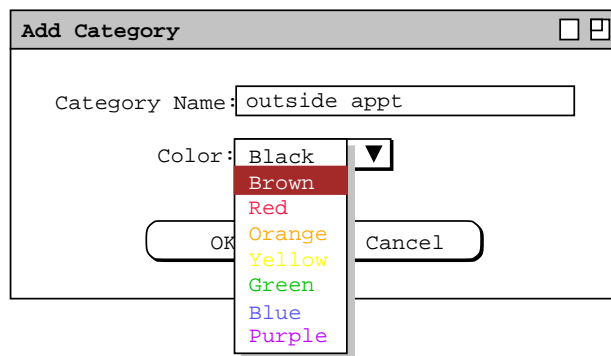 Add Category
Category Name: outside appt
Color: Black
Brown
Red
OK Orange Cancel
Yellow
Green
Blue
Purple